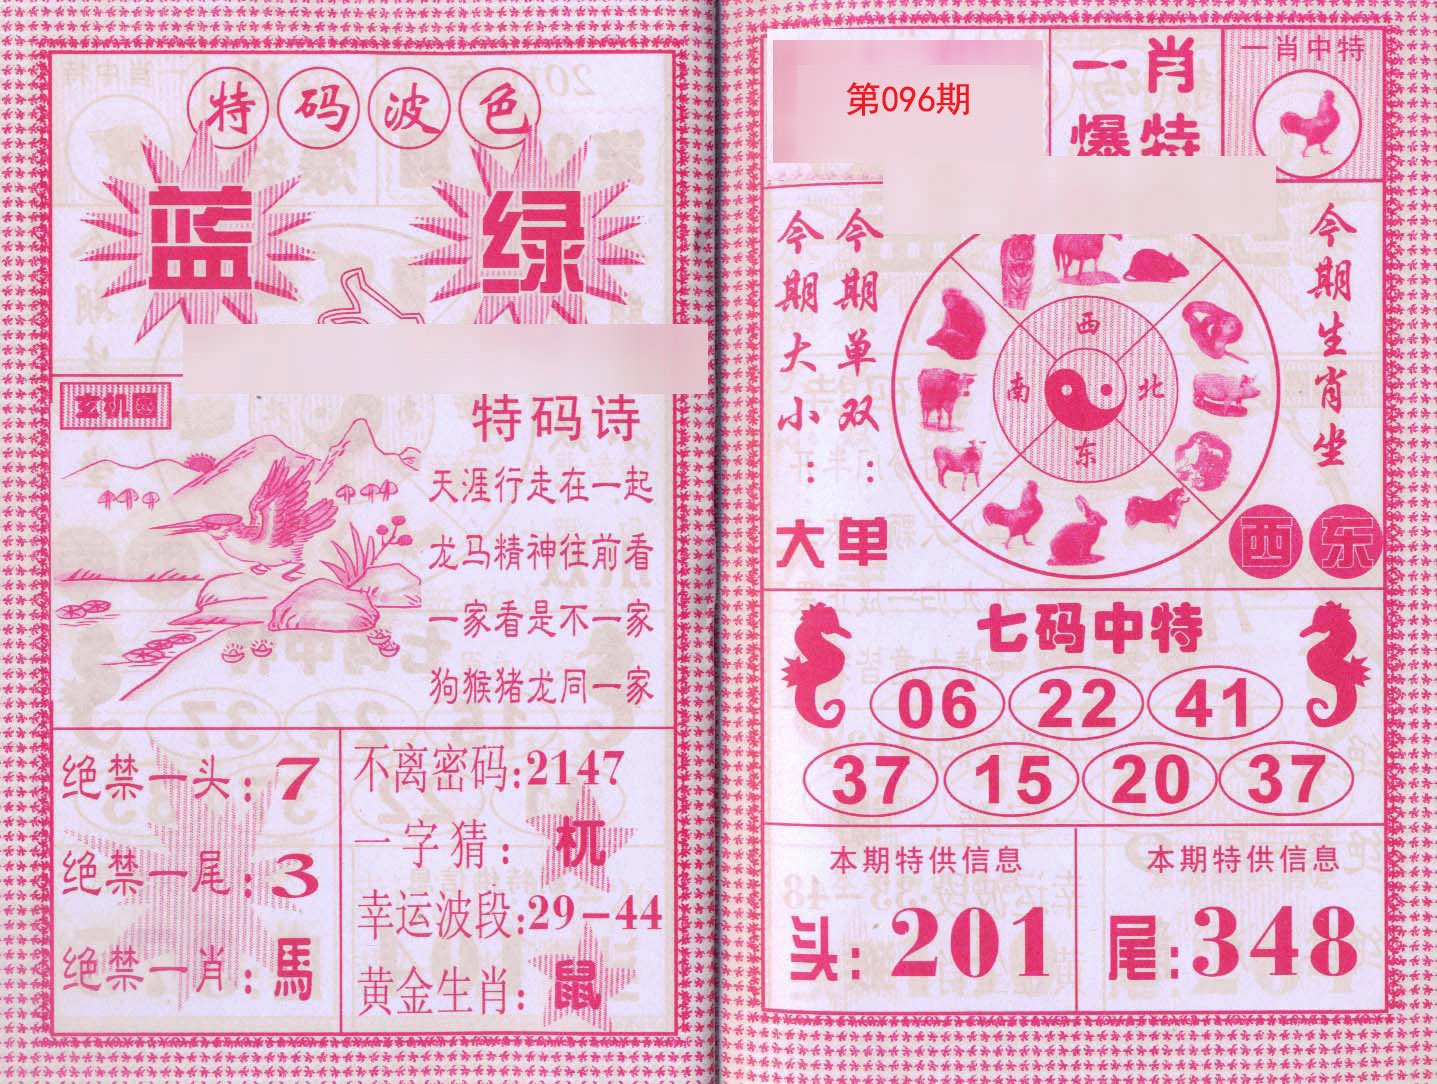 特码波色
蓝 绿
玄机图
特码诗
天涯行走在一起
龙马精神往前看
一家看是不一家
狗猴猪龙同一家
绝禁一头:7
绝禁一尾:3
绝禁一肖:馬
不离密码:2147
一字猜:杌
幸运波段:29-44
黄金生肖:鼠
第096期
一肖
爆特
一肖中特
今期大小:大
今期单双:单
西
南 北
东
今期生肖坐
西 东
七码中特
06 22 41
37 15 20 37
本期特供信息
头:201
本期特供信息
尾:348